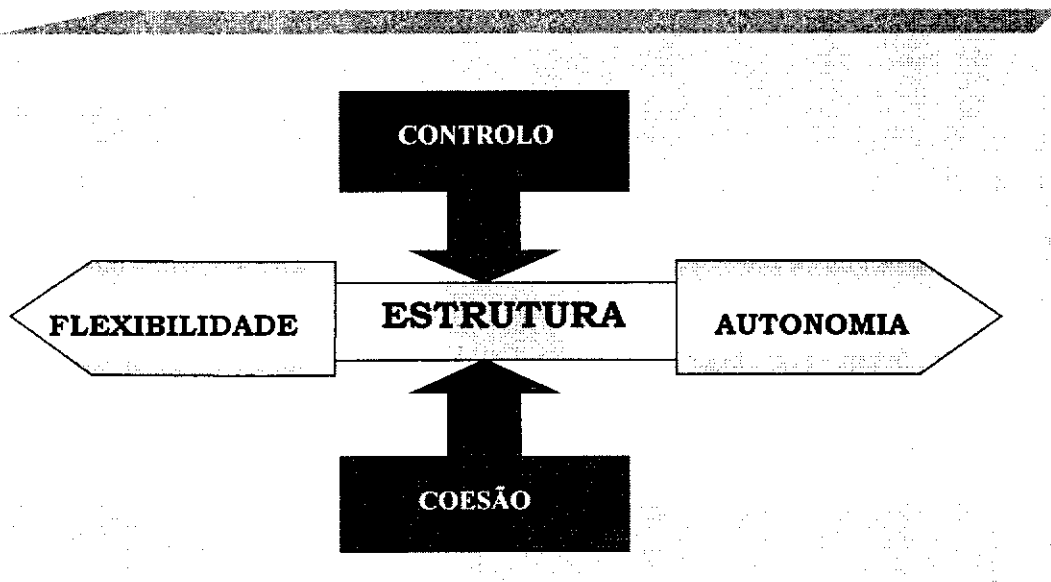 CONTROLO
FLEXIBILIDADE
ESTRUTURA
AUTONOMIA
COESÃO